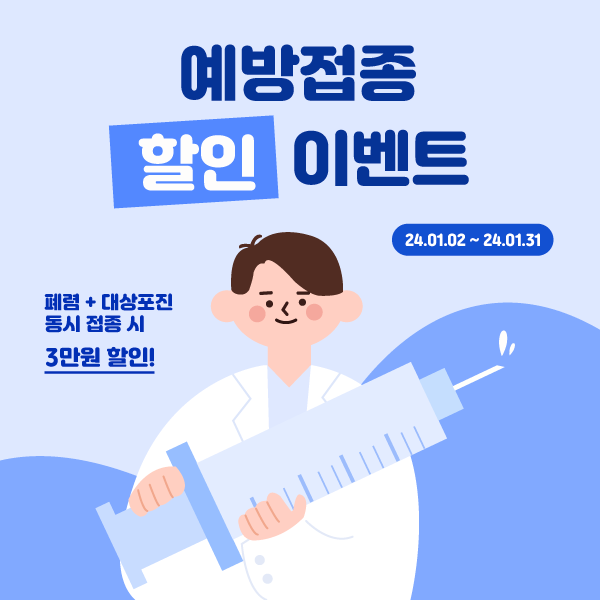 예방접종
할인 이벤트
24.01.02 ~ 24.01.31
폐렴 + 대상포진
동시 접종 시
3만원 할인!